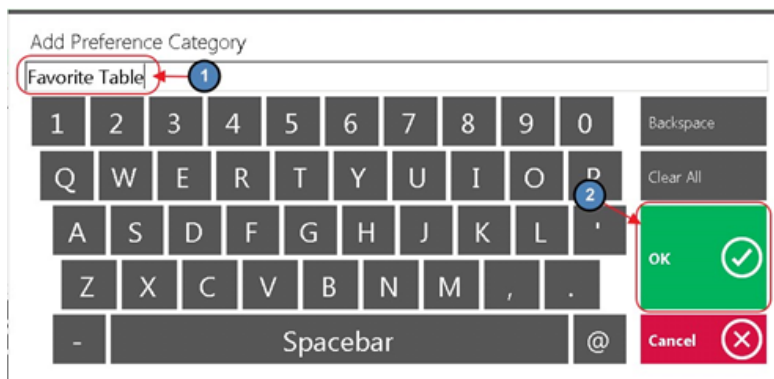 Add Preference Category
Favorite Table
1
1 2 3 4 5 6 7 8 9 0 Backspace
Q W E R T Y U I O P Clear All
2
A S D F G H J K L ' OK
Z X C V B N M , .
- Spacebar @ Cancel